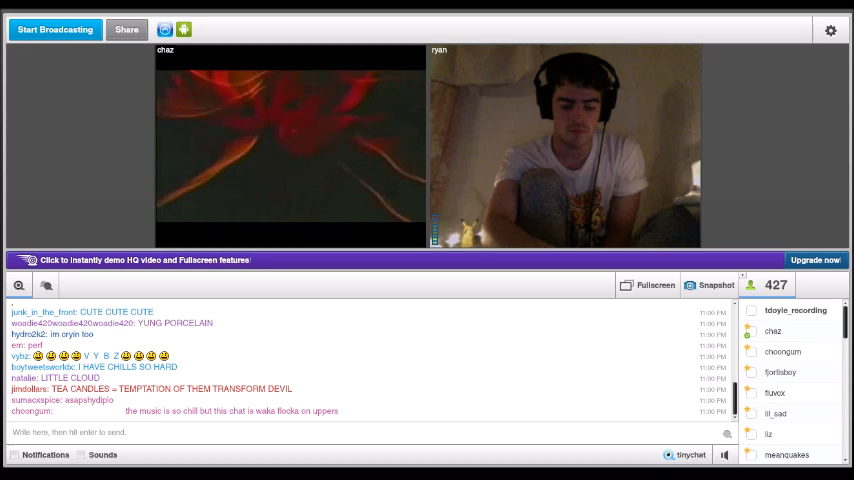 Start Broadcasting
Share
chaz
ryan
Click to instantly demo HQ video and Fullscreen features!
Upgrade now!
Fullscreen
Snapshot
427
junk_in_the_front: CUTE CUTE CUTE 11:00 PM
woadie420woadie420woadie420: YUNG PORCELAIN 11:00 PM
hydro2k2: im cryin too 11:00 PM
em: perf 11:00 PM
vybz: V Y B Z 11:00 PM
boytweetsworldx: I HAVE CHILLS SO HARD 11:00 PM
natalie: LITTLE CLOUD 11:00 PM
jimdollars: TEA CANDLES = TEMPTATION OF THEM TRANSFORM DEVIL 11:00 PM
sumacxspice: asapshydiplo 11:00 PM
choongum: the music is so chill but this chat is waka flocka on uppers 11:00 PM
Write here, then hit enter to send.
Notifications
Sounds
tinychat
tdoyle_recording
chaz
choongum
fjortisboy
fluvox
lil_sad
liz
meanquakes